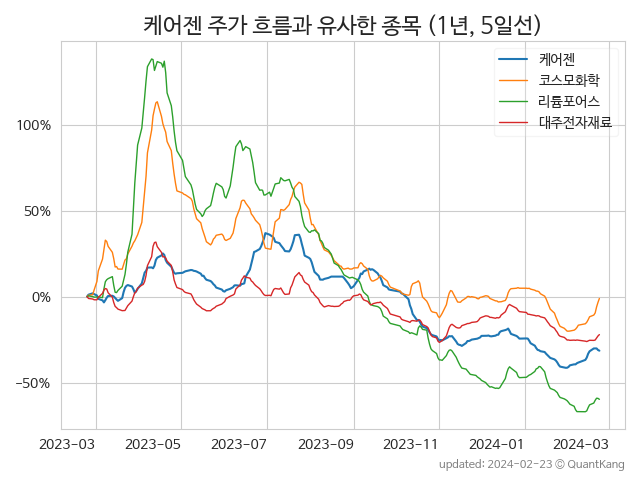 케어젠 주가 흐름과 유사한 종목 (1년, 5일선)
케어젠
코스모화학
리튬포어스
대주전자재료
100%
50%
0%
−50%
2023-03 2023-05 2023-07 2023-09 2023-11 2024-01 2024-03
updated: 2024-02-23 ⓒ QuantKang